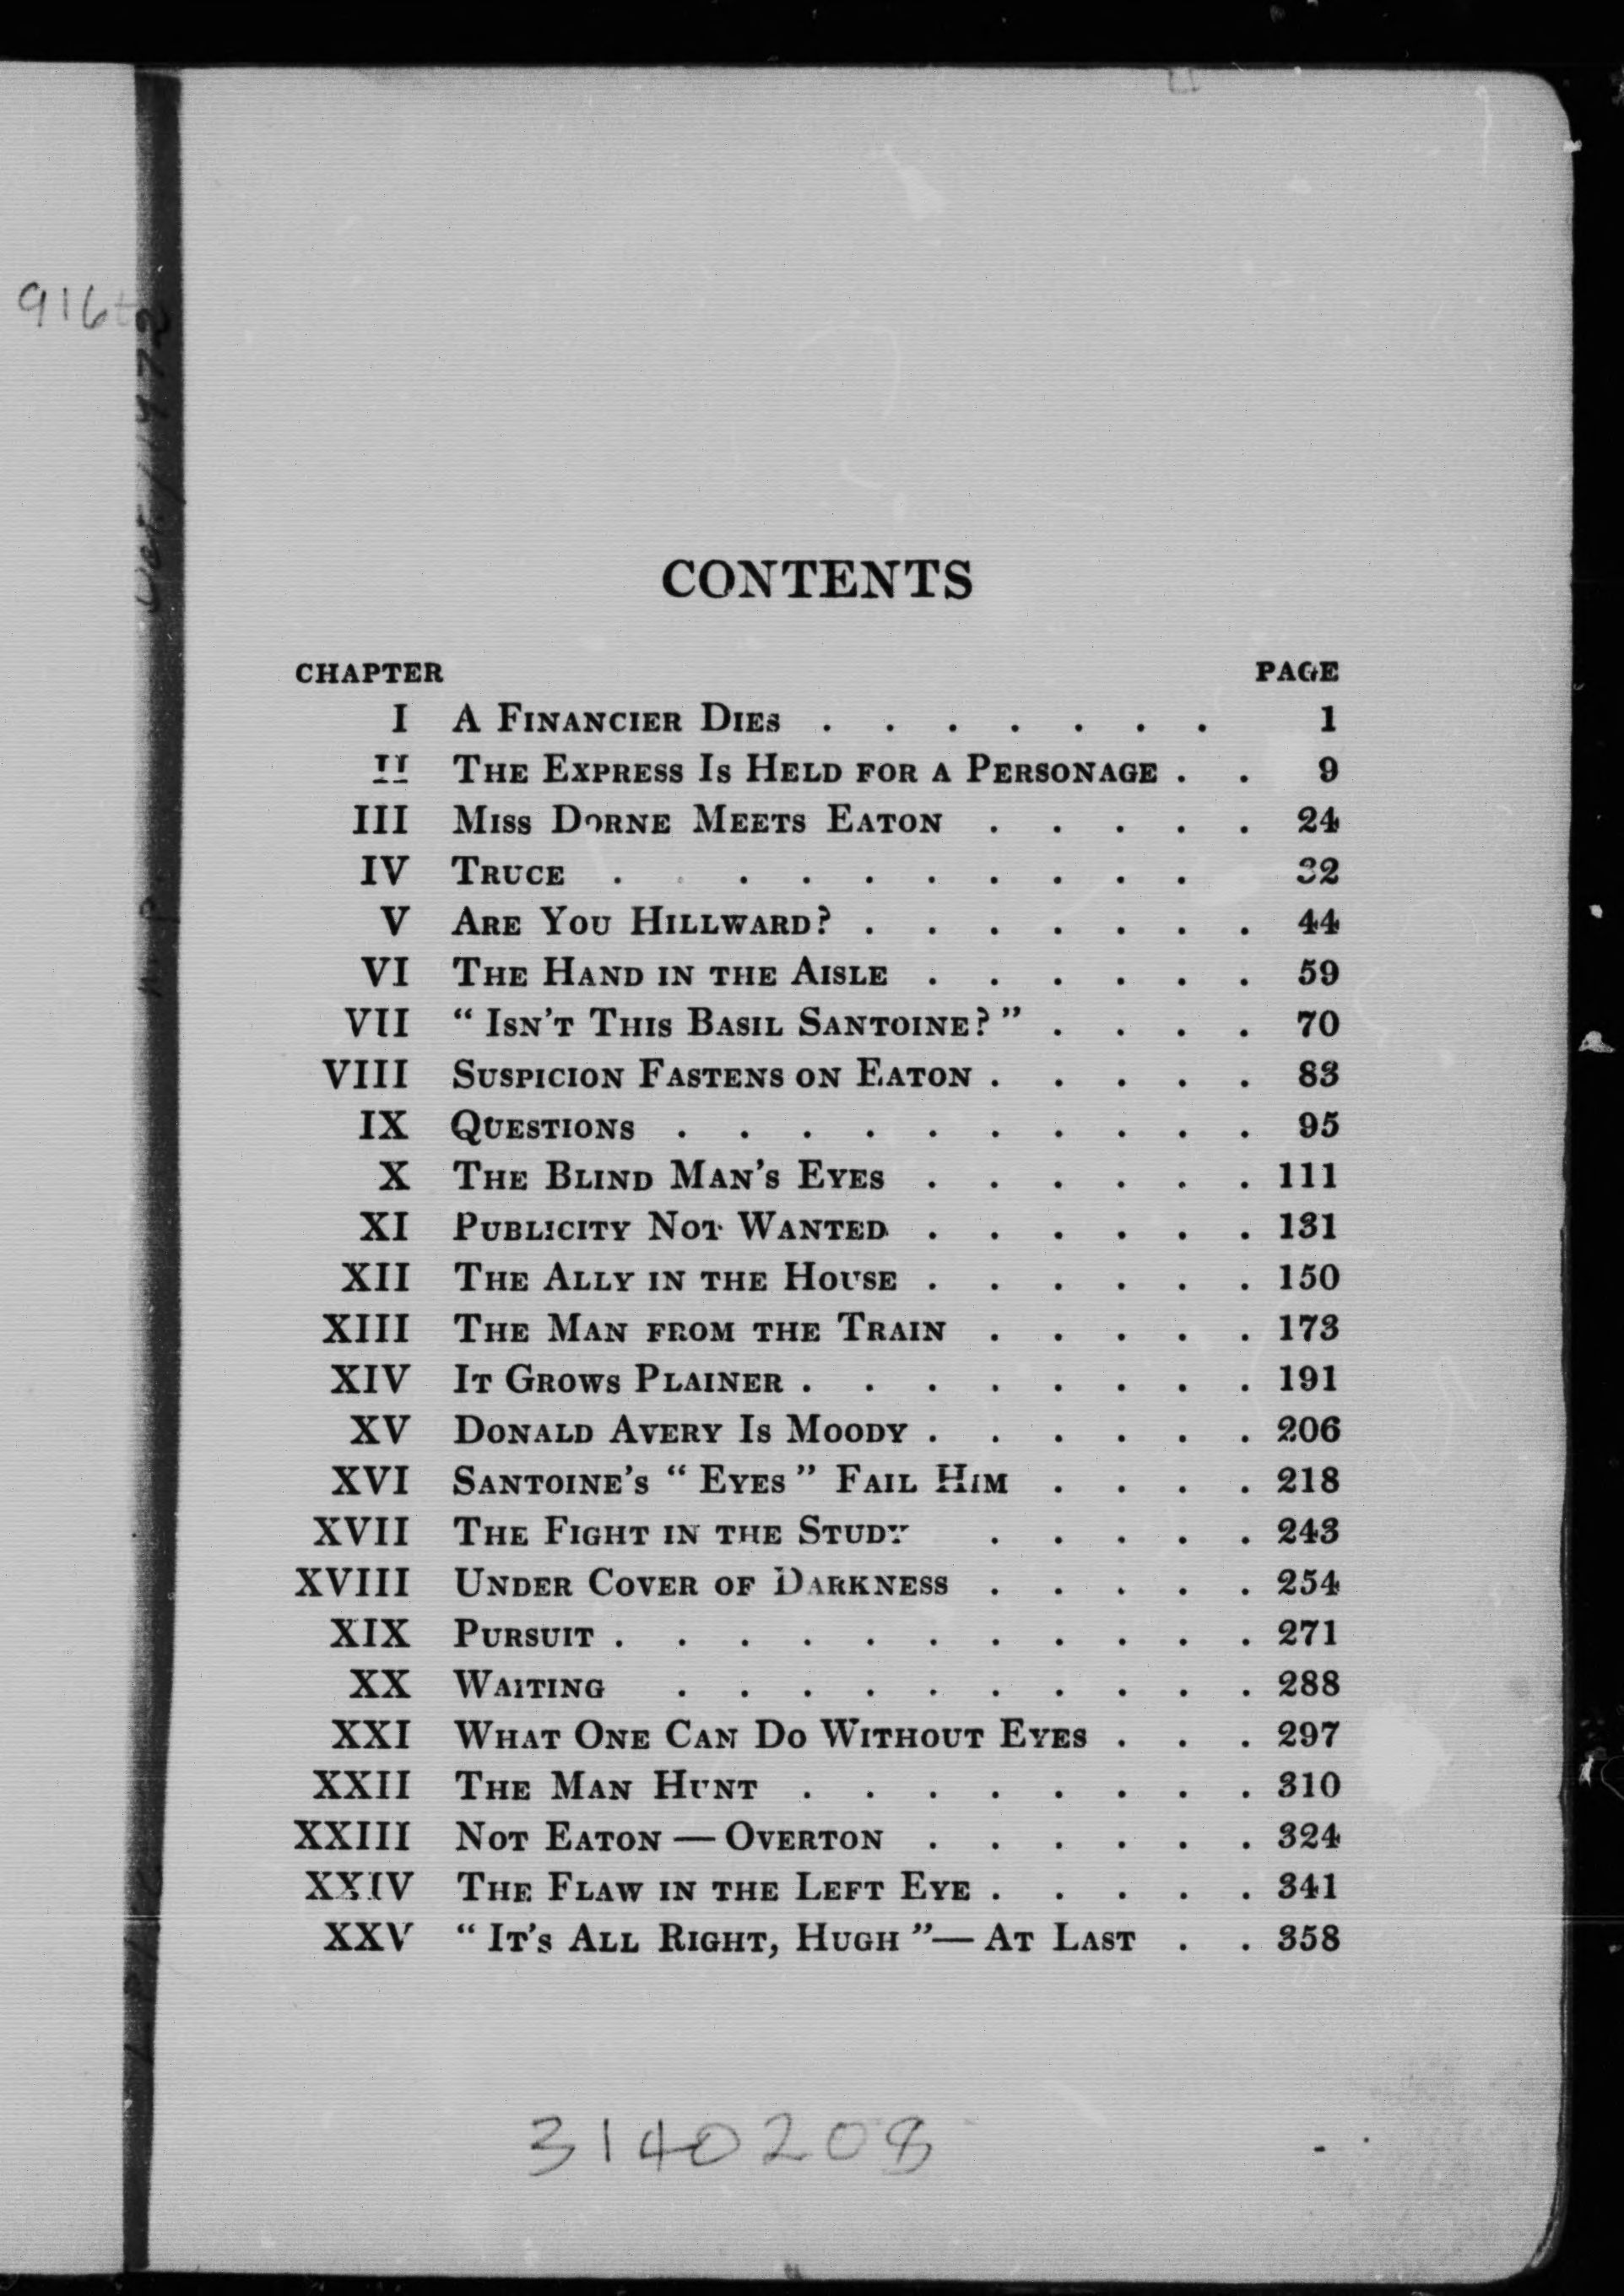 916
CONTENTS
CHAPTER PAGE
I A Financier Dies . . . . . . . 1
II The Express Is Held for a Personage . . 9
III Miss Dorne Meets Eaton . . . . . 24
IV Truce . . . . . . . . . . 32
V Are You Hillward? . . . . . . . 44
VI The Hand in the Aisle . . . . . . 59
VII " Isn't This Basil Santoine? " . . . . 70
VIII Suspicion Fastens on Eaton . . . . . 83
IX Questions . . . . . . . . . . 95
X The Blind Man's Eyes . . . . . . 111
XI Publicity Not Wanted . . . . . . 131
XII The Ally in the House . . . . . . 150
XIII The Man from the Train . . . . . 173
XIV It Grows Plainer . . . . . . . . 191
XV Donald Avery Is Moody . . . . . . 206
XVI Santoine's " Eyes " Fail Him . . . . 218
XVII The Fight in the Study . . . . . 243
XVIII Under Cover of Darkness . . . . . 254
XIX Pursuit . . . . . . . . . . . 271
XX Waiting . . . . . . . . . . 288
XXI What One Can Do Without Eyes . . . 297
XXII The Man Hunt . . . . . . . . 310
XXIII Not Eaton — Overton . . . . . . 324
XXIV The Flaw in the Left Eye . . . . . 341
XXV " It's All Right, Hugh "— At Last . . 358
3140208